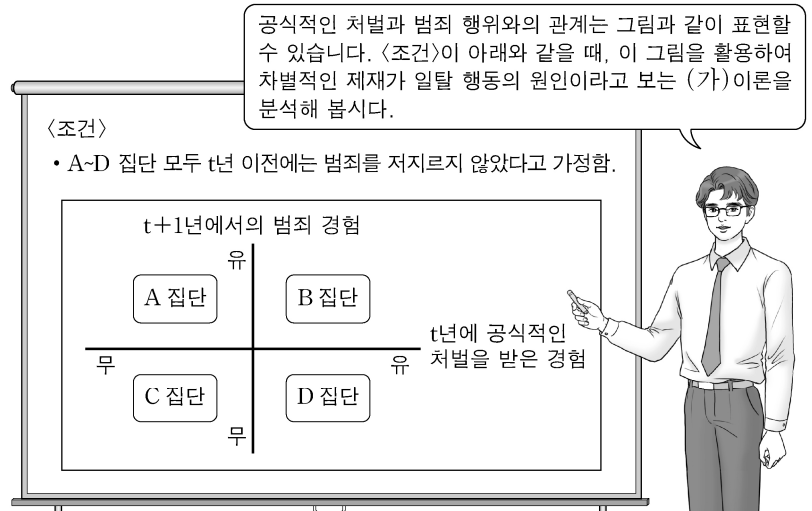 공식적인 처벌과 범죄 행위와의 관계는 그림과 같이 표현할
수 있습니다. 〈조건〉이 아래와 같을 때, 이 그림을 활용하여
차별적인 제재가 일탈 행동의 원인이라고 보는 (가)이론을
분석해 봅시다.
〈조건〉
• A~D 집단 모두 t년 이전에는 범죄를 저지르지 않았다고 가정함.
t+1년에서의 범죄 경험
유
A 집단
B 집단
t년에 공식적인
처벌을 받은 경험
무
유
C 집단
D 집단
무